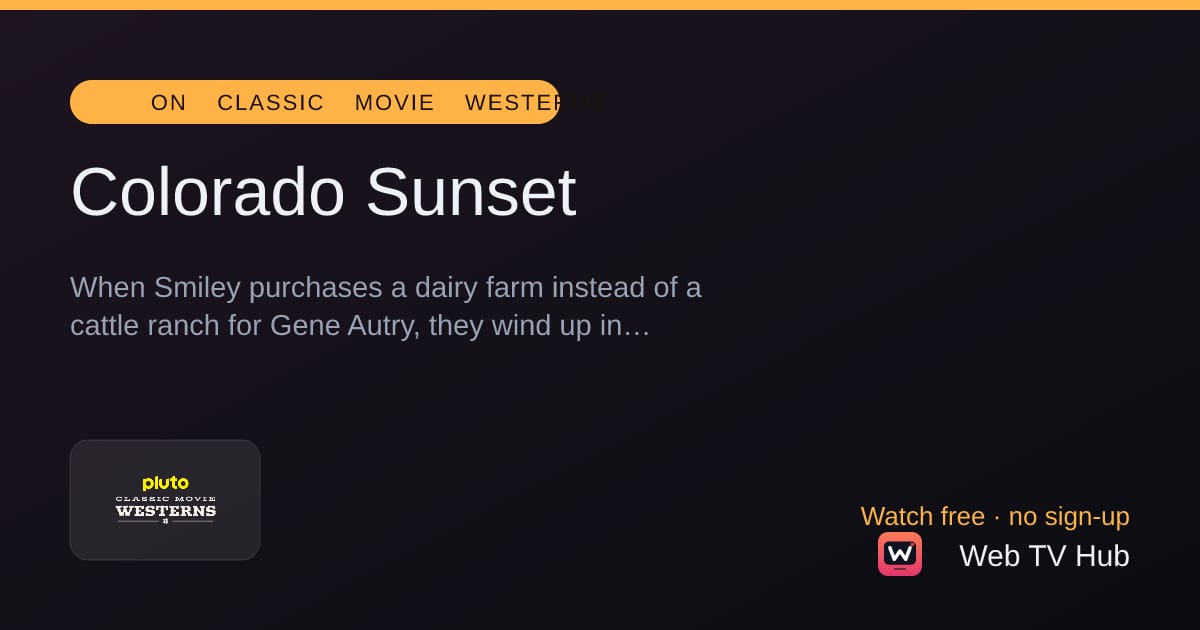 ON CLASSIC MOVIE WESTERNS
Colorado Sunset
When Smiley purchases a dairy farm instead of a
cattle ranch for Gene Autry, they wind up in…
pluto
CLASSIC MOVIE
WESTERNS
Watch free · no sign-up
W
Web TV Hub